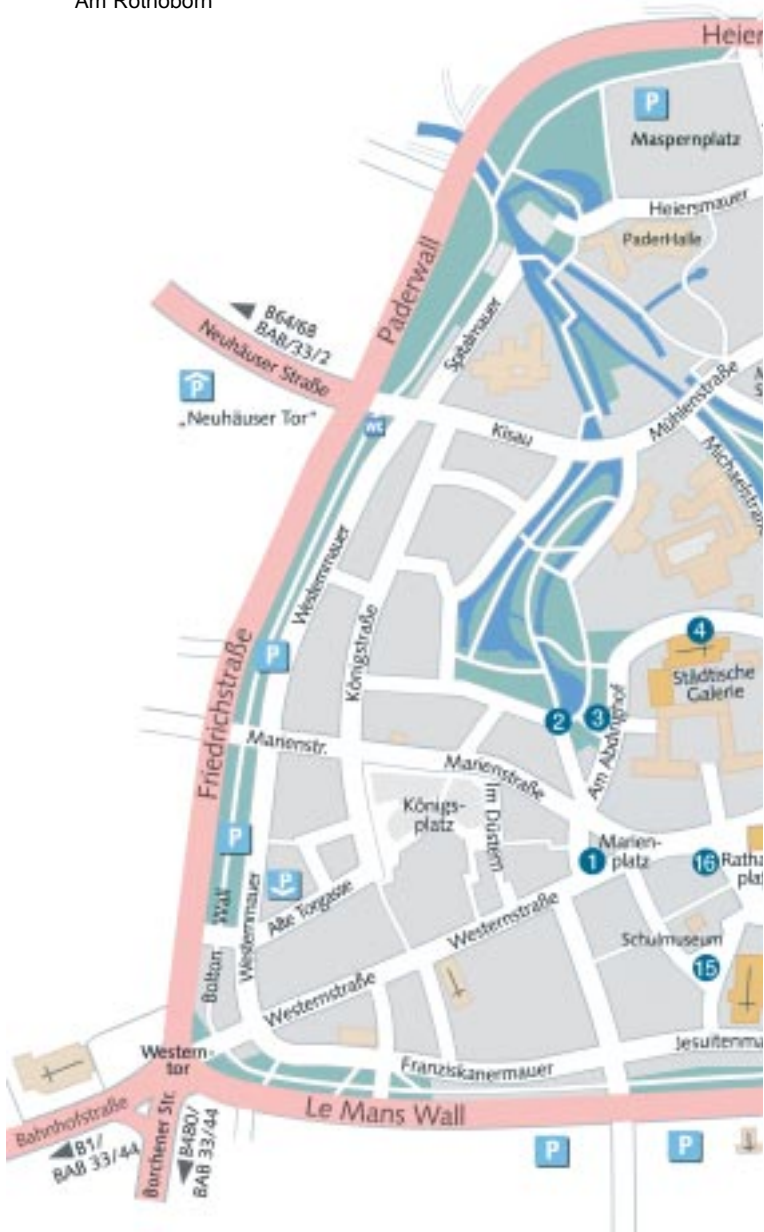 Am Rothoborn
Heier
P
Maspernplatz
Heiersmauer
PaderHalle
Paderwall
B64/68
BAB/33/2
Neuhäuser Straße
P
„Neuhäuser Tor"
Spitalmauer
WC
Kisau
Mühlenstraße
Michaelstraße
Westernmauer
Königstraße
P
4
Städtische
Galerie
Friedrichstraße
2
3
Am Abdinghof
Marienstr.
Marienstraße
Königs-
platz
Im Düstern
P
1
Marien-
platz
16
Ratha
plat
P
Alte Torgasse
Wall
Westernmauer
Westernstraße
Schulmuseum
15
Bolton
Westernstraße
Western-
tor
Jesuitenma
Franziskanermauer
Le Mans Wall
Bahnhofstraße
B1/
BAB 33/44
Borchener Str.
B480/
BAB 33/44
P
P